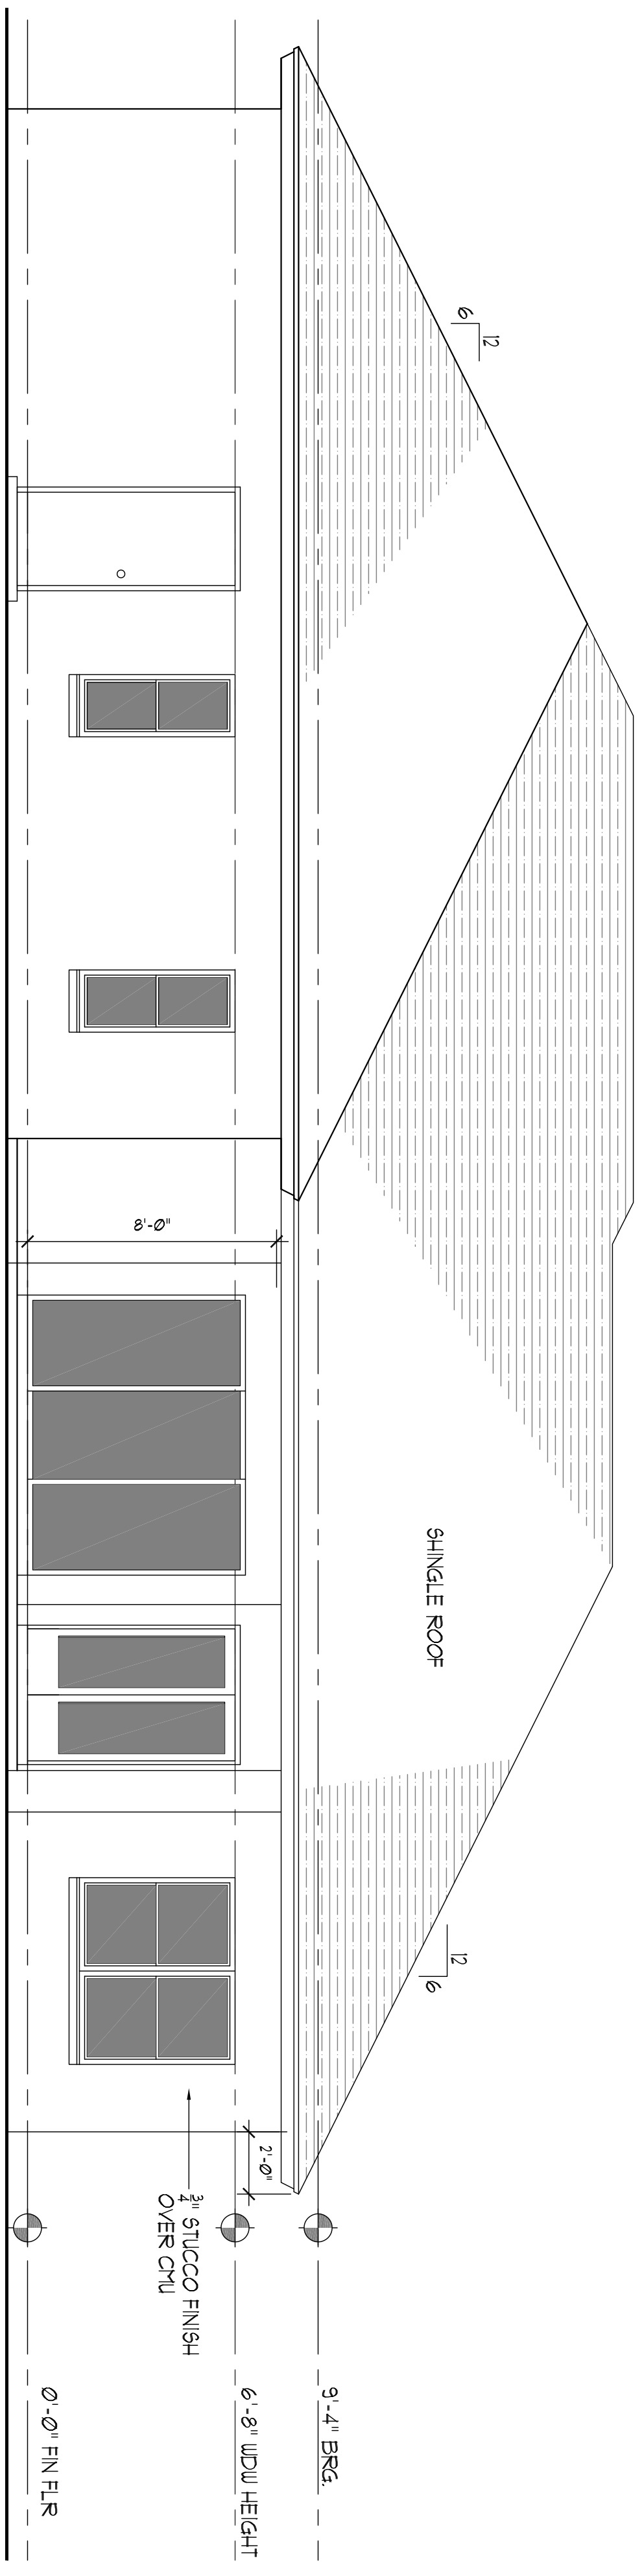 12
6
SHINGLE ROOF
12
6
8'-0"
2'-0"
3/4" STUCCO FINISH
OVER CMU
9'-4" BRG.
6'-8" WDW HEIGHT
0'-0" FIN FLR